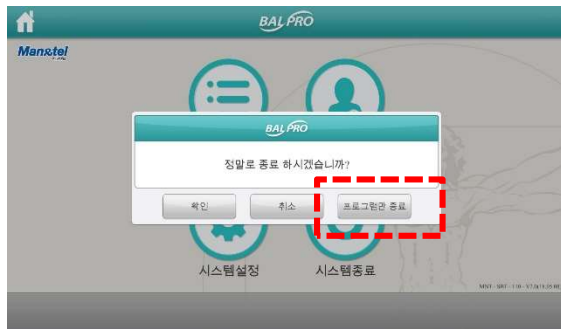 BAL PRO
Man&tel
BAL PRO
정말로 종료 하시겠습니까?
확인
취소
프로그램만 종료
시스템설정
시스템종료